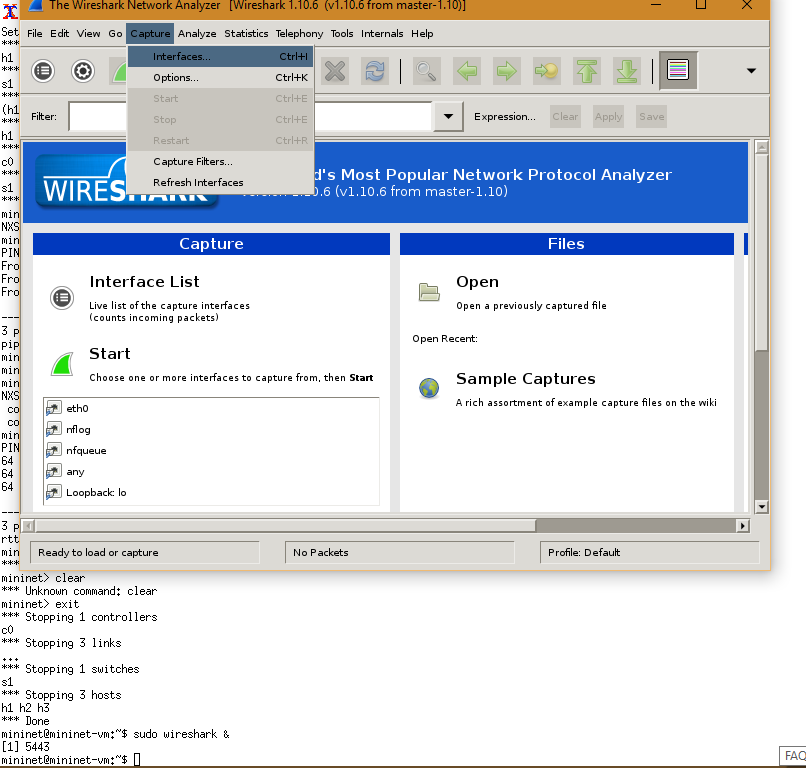 The Wireshark Network Analyzer [Wireshark 1.10.6 (v1.10.6 from master-1.10)]
File Edit View Go Capture Analyze Statistics Telephony Tools Internals Help
Interfaces... Ctrl+I
Options... Ctrl+K
Start Ctrl+E
Stop Ctrl+E
Restart Ctrl+R
Capture Filters...
Refresh Interfaces
Filter: Expression... Clear Apply Save
WIRESHARK
d's Most Popular Network Protocol Analyzer
Version 1.10.6 (v1.10.6 from master-1.10)
Capture
Interface List
Live list of the capture interfaces
(counts incoming packets)
Start
Choose one or more interfaces to capture from, then Start
eth0
nflog
nfqueue
any
Loopback: lo
Files
Open
Open a previously captured file
Open Recent:
Sample Captures
A rich assortment of example capture files on the wiki
Ready to load or capture No Packets Profile: Default
Set
***
h1
***
s1
***
(h1
***
h1
***
c0
***
s1
***
min
NXS
min
PIN
Fro
Fro
Fro
---
3 p
pip
min
min
min
NXS
co
co
min
PIN
64
64
64
---
3 p
rtt
min
***
mininet> clear
*** Unknown command: clear
mininet> exit
*** Stopping 1 controllers
c0
*** Stopping 3 links
...
*** Stopping 1 switches
s1
*** Stopping 3 hosts
h1 h2 h3
*** Done
mininet@mininet-vm:~$ sudo wireshark &
[1] 5443
mininet@mininet-vm:~$
FAQ